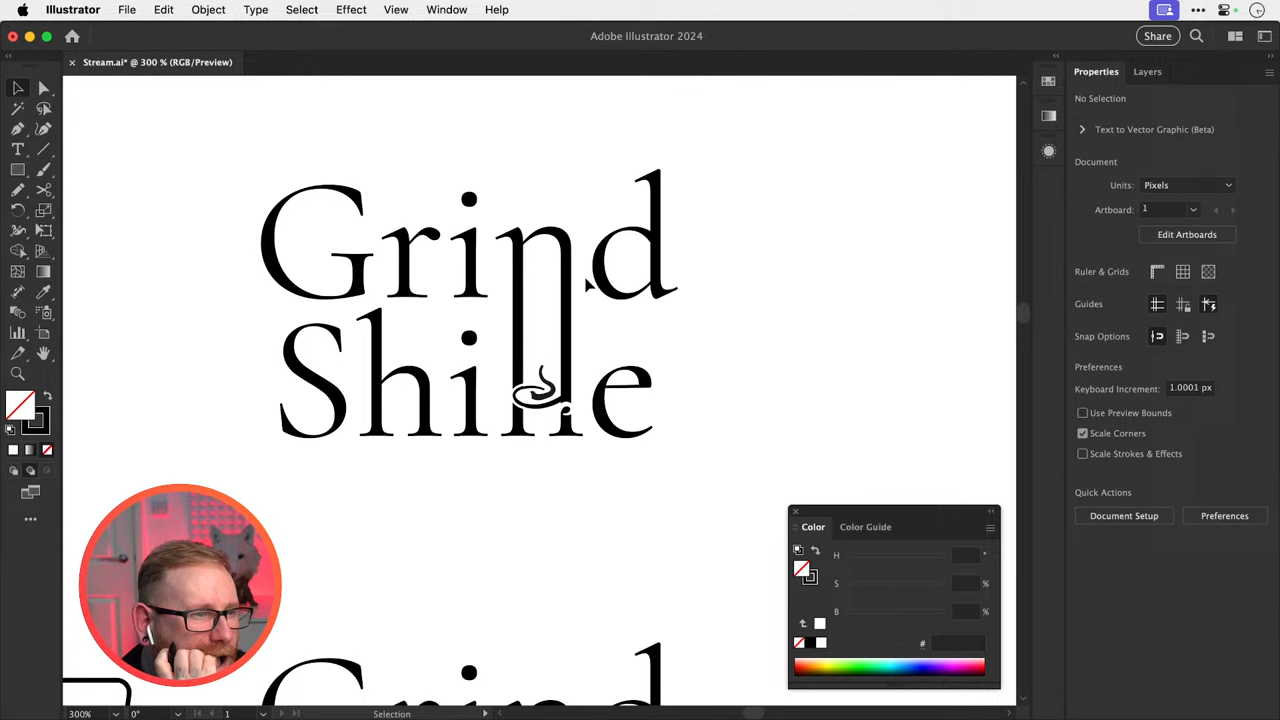 Illustrator File Edit Object Type Select Effect View Window Help
Adobe Illustrator 2024
Share
Stream.ai* @ 300 % (RGB/Preview)
Properties Layers
No Selection
Text to Vector Graphic (Beta)
Document
Units: Pixels
Artboard: 1
Edit Artboards
Ruler & Grids
Guides
Snap Options
Preferences
Keyboard Increment: 1.0001 px
Use Preview Bounds
Scale Corners
Scale Strokes & Effects
Quick Actions
Document Setup Preferences
Grind
Shine
Color Color Guide
H °
S %
B %
#
Grind
300% 0° 1 Selection